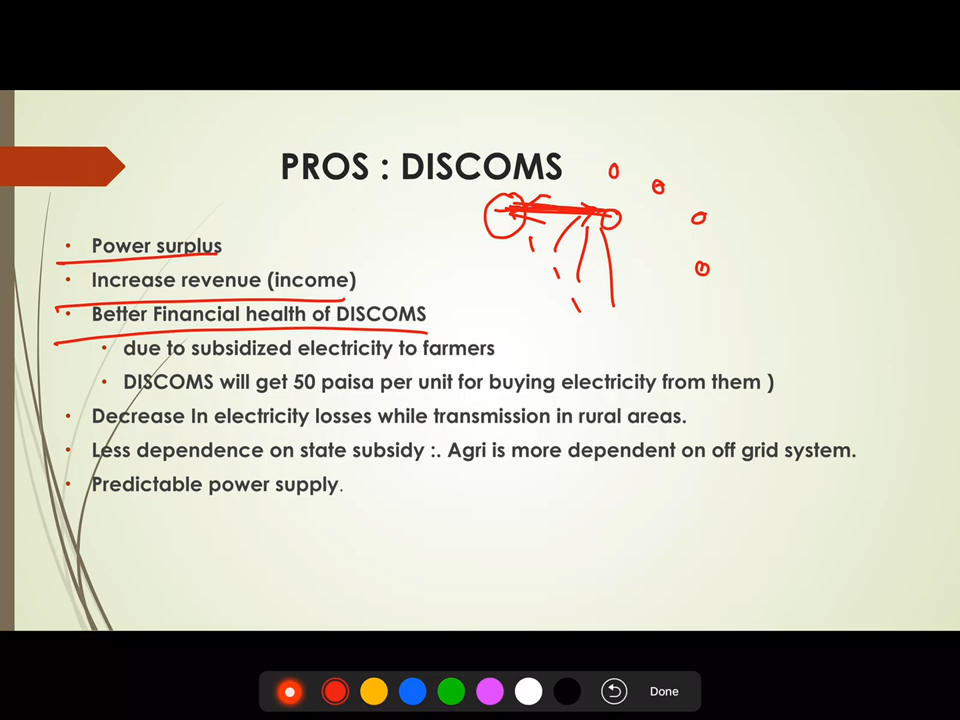 PROS : DISCOMS
• Power surplus
• Increase revenue (income)
• Better Financial health of DISCOMS
• due to subsidized electricity to farmers
• DISCOMS will get 50 paisa per unit for buying electricity from them )
• Decrease In electricity losses while transmission in rural areas.
• Less dependence on state subsidy :. Agri is more dependent on off grid system.
• Predictable power supply.
Done